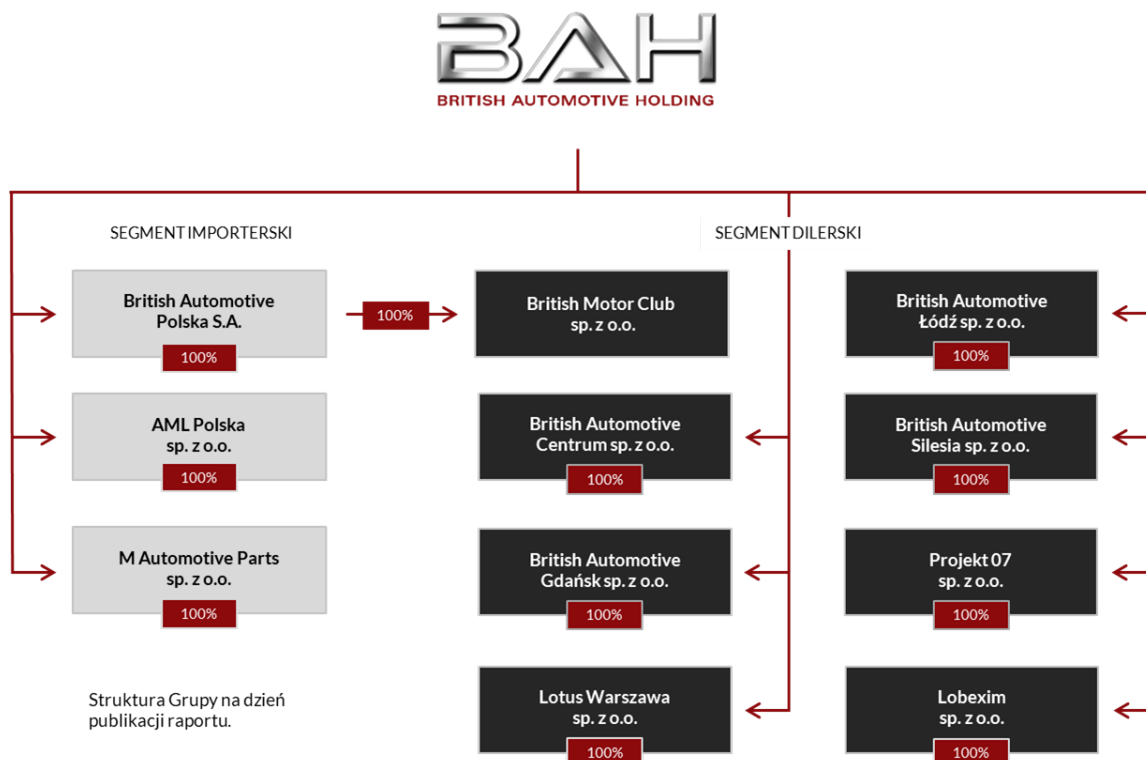 BAH
BRITISH AUTOMOTIVE HOLDING
SEGMENT IMPORTERSKI
SEGMENT DILERSKI
British Automotive
Polska S.A.
100%
100%
British Motor Club
sp. z o.o.
British Automotive
Łódź sp. z o.o.
100%
AML Polska
sp. z o.o.
100%
British Automotive
Centrum sp. z o.o.
100%
British Automotive
Silesia sp. z o.o.
100%
M Automotive Parts
sp. z o.o.
100%
British Automotive
Gdańsk sp. z o.o.
100%
Projekt 07
sp. z o.o.
100%
Struktura Grupy na dzień
publikacji raportu.
Lotus Warszawa
sp. z o.o.
100%
Lobexim
sp. z o.o.
100%